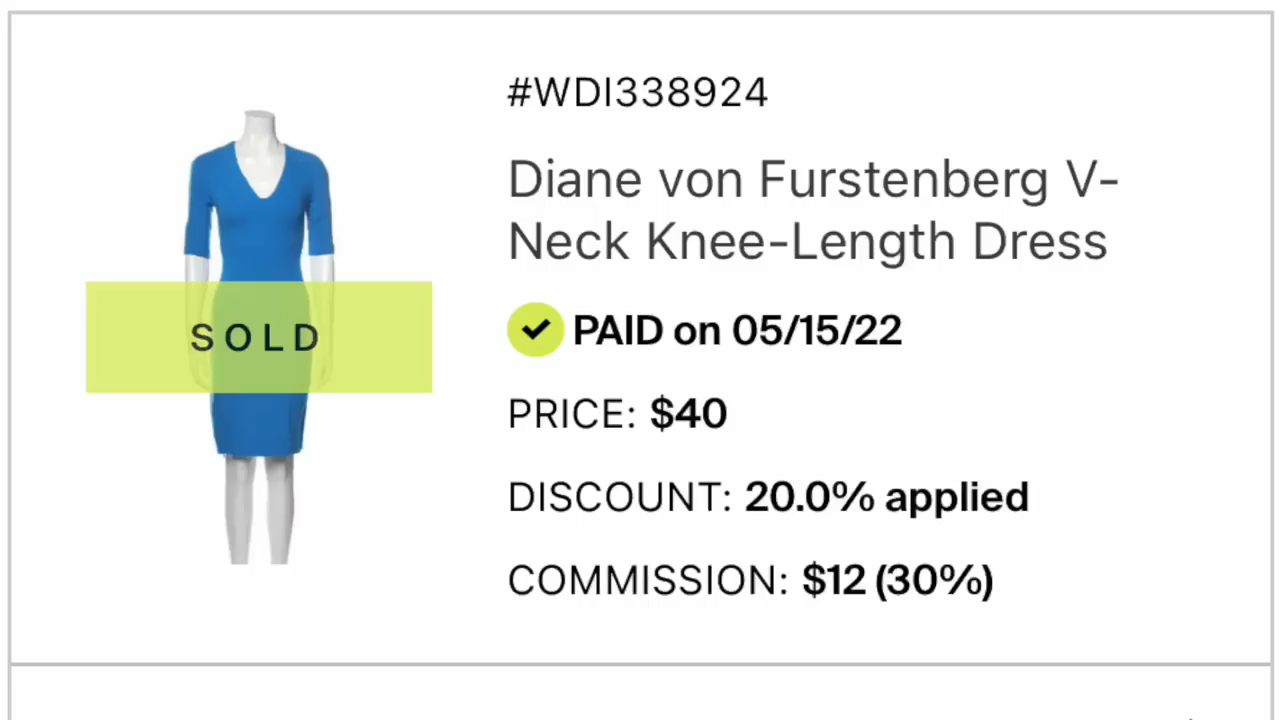 #WDI338924
Diane von Furstenberg V-
Neck Knee-Length Dress
SOLD
PAID on 05/15/22
PRICE: $40
DISCOUNT: 20.0% applied
COMMISSION: $12 (30%)